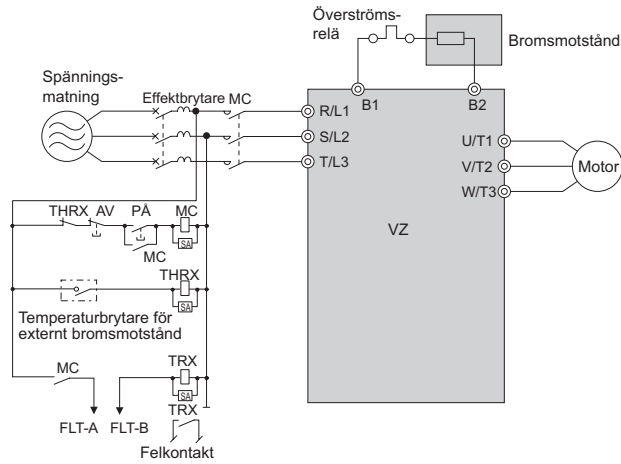 Överströms-
relä
Bromsmotstånd
Spännings-
matning
Effektbrytare
MC
B1
B2
R/L1
S/L2
T/L3
U/T1
V/T2
W/T3
Motor
VZ
THRX
AV
PÅ
MC
SA
MC
THRX
SA
Temperaturbrytare för
externt bromsmotstånd
MC
TRX
SA
FLT-A
FLT-B
TRX
Felkontakt